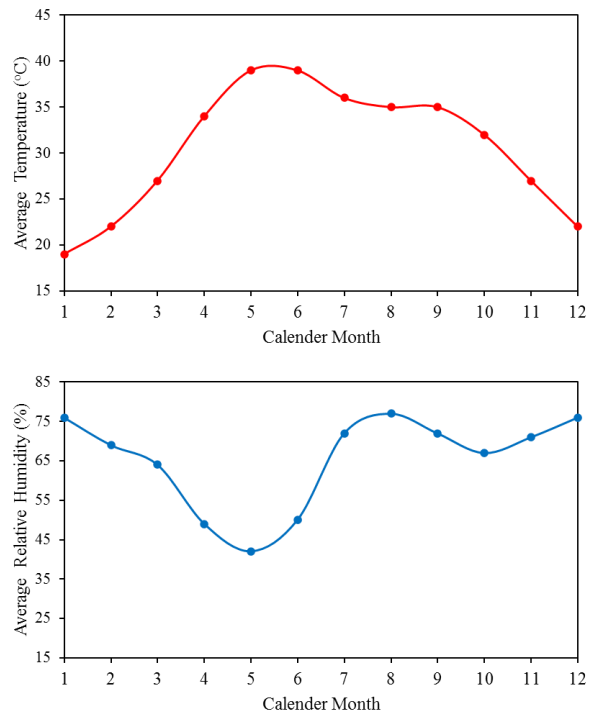 45
40
35
30
25
20
15
Average Temperature (°C)
1 2 3 4 5 6 7 8 9 10 11 12
Calender Month
85
75
65
55
45
35
25
15
Average Relative Humidity (%)
1 2 3 4 5 6 7 8 9 10 11 12
Calender Month